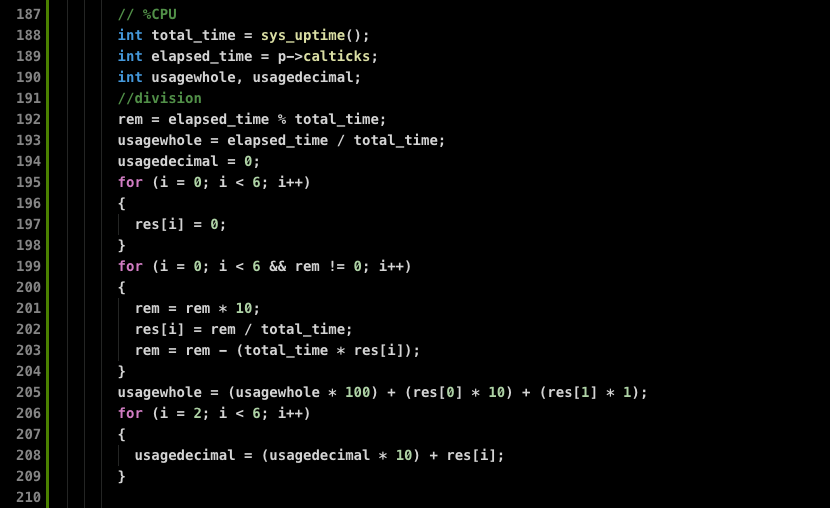 187 // %CPU
188 int total_time = sys_uptime();
189 int elapsed_time = p->calticks;
190 int usagewhole, usagedecimal;
191 //division
192 rem = elapsed_time % total_time;
193 usagewhole = elapsed_time / total_time;
194 usagedecimal = 0;
195 for (i = 0; i < 6; i++)
196 {
197 res[i] = 0;
198 }
199 for (i = 0; i < 6 && rem != 0; i++)
200 {
201 rem = rem * 10;
202 res[i] = rem / total_time;
203 rem = rem - (total_time * res[i]);
204 }
205 usagewhole = (usagewhole * 100) + (res[0] * 10) + (res[1] * 1);
206 for (i = 2; i < 6; i++)
207 {
208 usagedecimal = (usagedecimal * 10) + res[i];
209 }
210